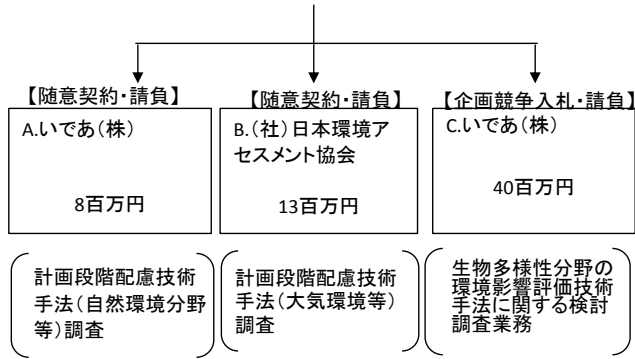 【随意契約・請負】
A.いであ（株）
8百万円
計画段階配慮技術
手法（自然環境分野
等）調査
【随意契約・請負】
B.（社）日本環境ア
セスメント協会
13百万円
計画段階配慮技術
手法（大気環境等）
調査
【企画競争入札・請負】
C.いであ（株）
40百万円
生物多様性分野の
環境影響評価技術
手法に関する検討
調査業務